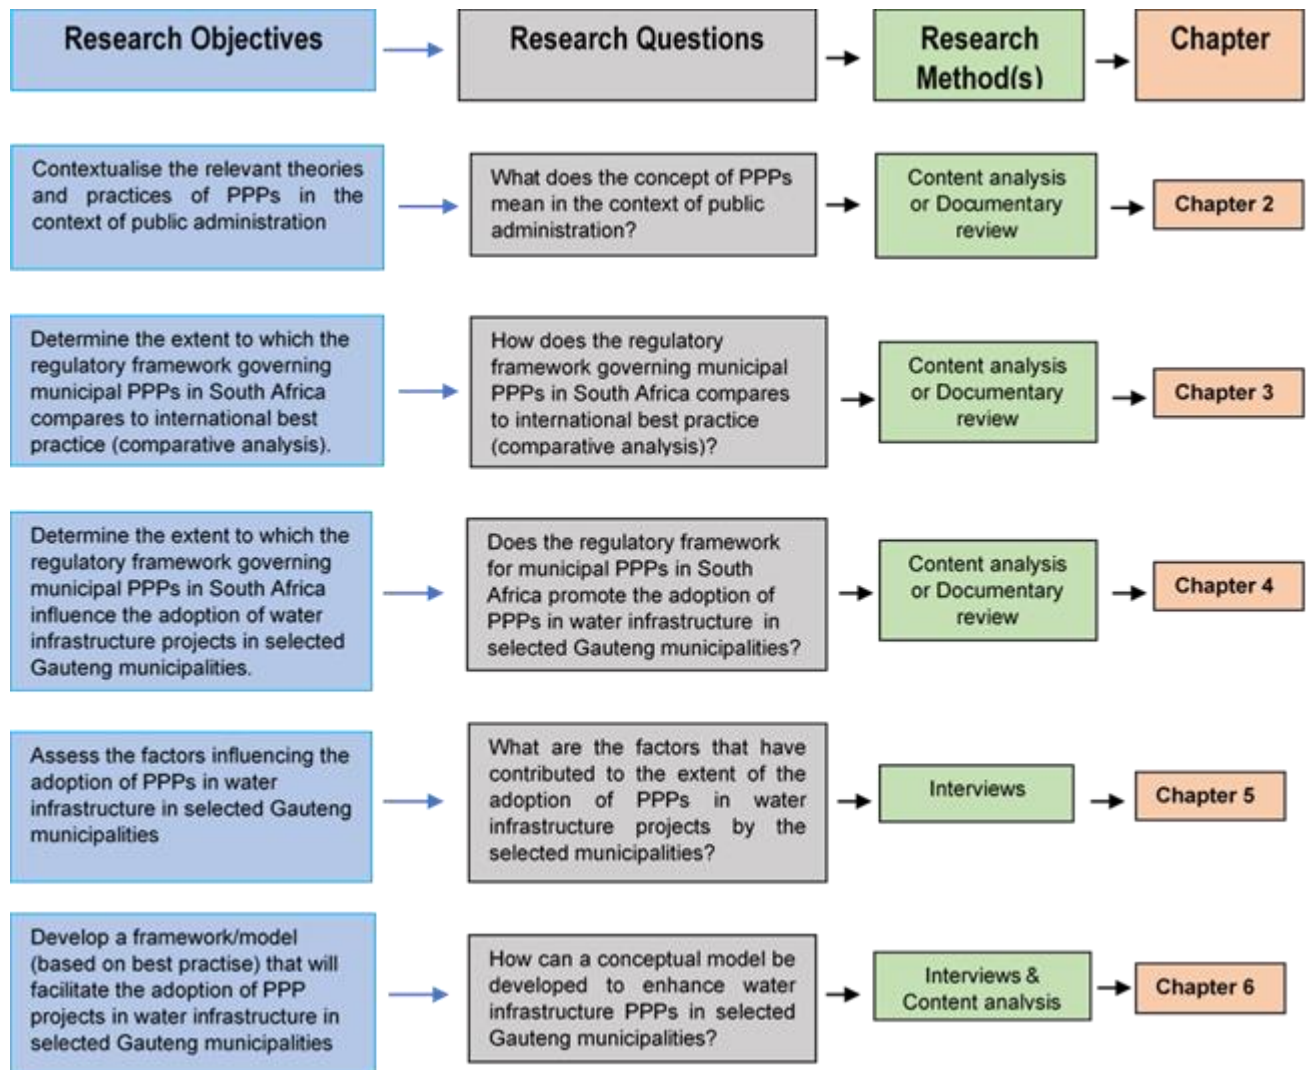 Research Objectives
Research Questions
Research
Method(s)
Chapter
Contextualise the relevant theories
and practices of PPPs in the
context of public administration
What does the concept of PPPs
mean in the context of public
administration?
Content analysis
or Documentary
review
Chapter 2
Determine the extent to which the
regulatory framework governing
municipal PPPs in South Africa
compares to international best
practice (comparative analysis).
How does the regulatory
framework governing municipal
PPPs in South Africa compares
to international best practice
(comparative analysis)?
Content analysis
or Documentary
review
Chapter 3
Determine the extent to which the
regulatory framework governing
municipal PPPs in South Africa
influence the adoption of water
infrastructure projects in selected
Gauteng municipalities.
Does the regulatory framework
for municipal PPPs in South
Africa promote the adoption of
PPPs in water infrastructure in
selected Gauteng municipalities?
Content analysis
or Documentary
review
Chapter 4
Assess the factors influencing the
adoption of PPPs in water
infrastructure in selected Gauteng
municipalities
What are the factors that have
contributed to the extent of the
adoption of PPPs in water
infrastructure projects by the
selected municipalities?
Interviews
Chapter 5
Develop a framework/model
(based on best practise) that will
facilitate the adoption of PPP
projects in water infrastructure in
selected Gauteng municipalities
How can a conceptual model be
developed to enhance water
infrastructure PPPs in selected
Gauteng municipalities?
Interviews &
Content analysis
Chapter 6